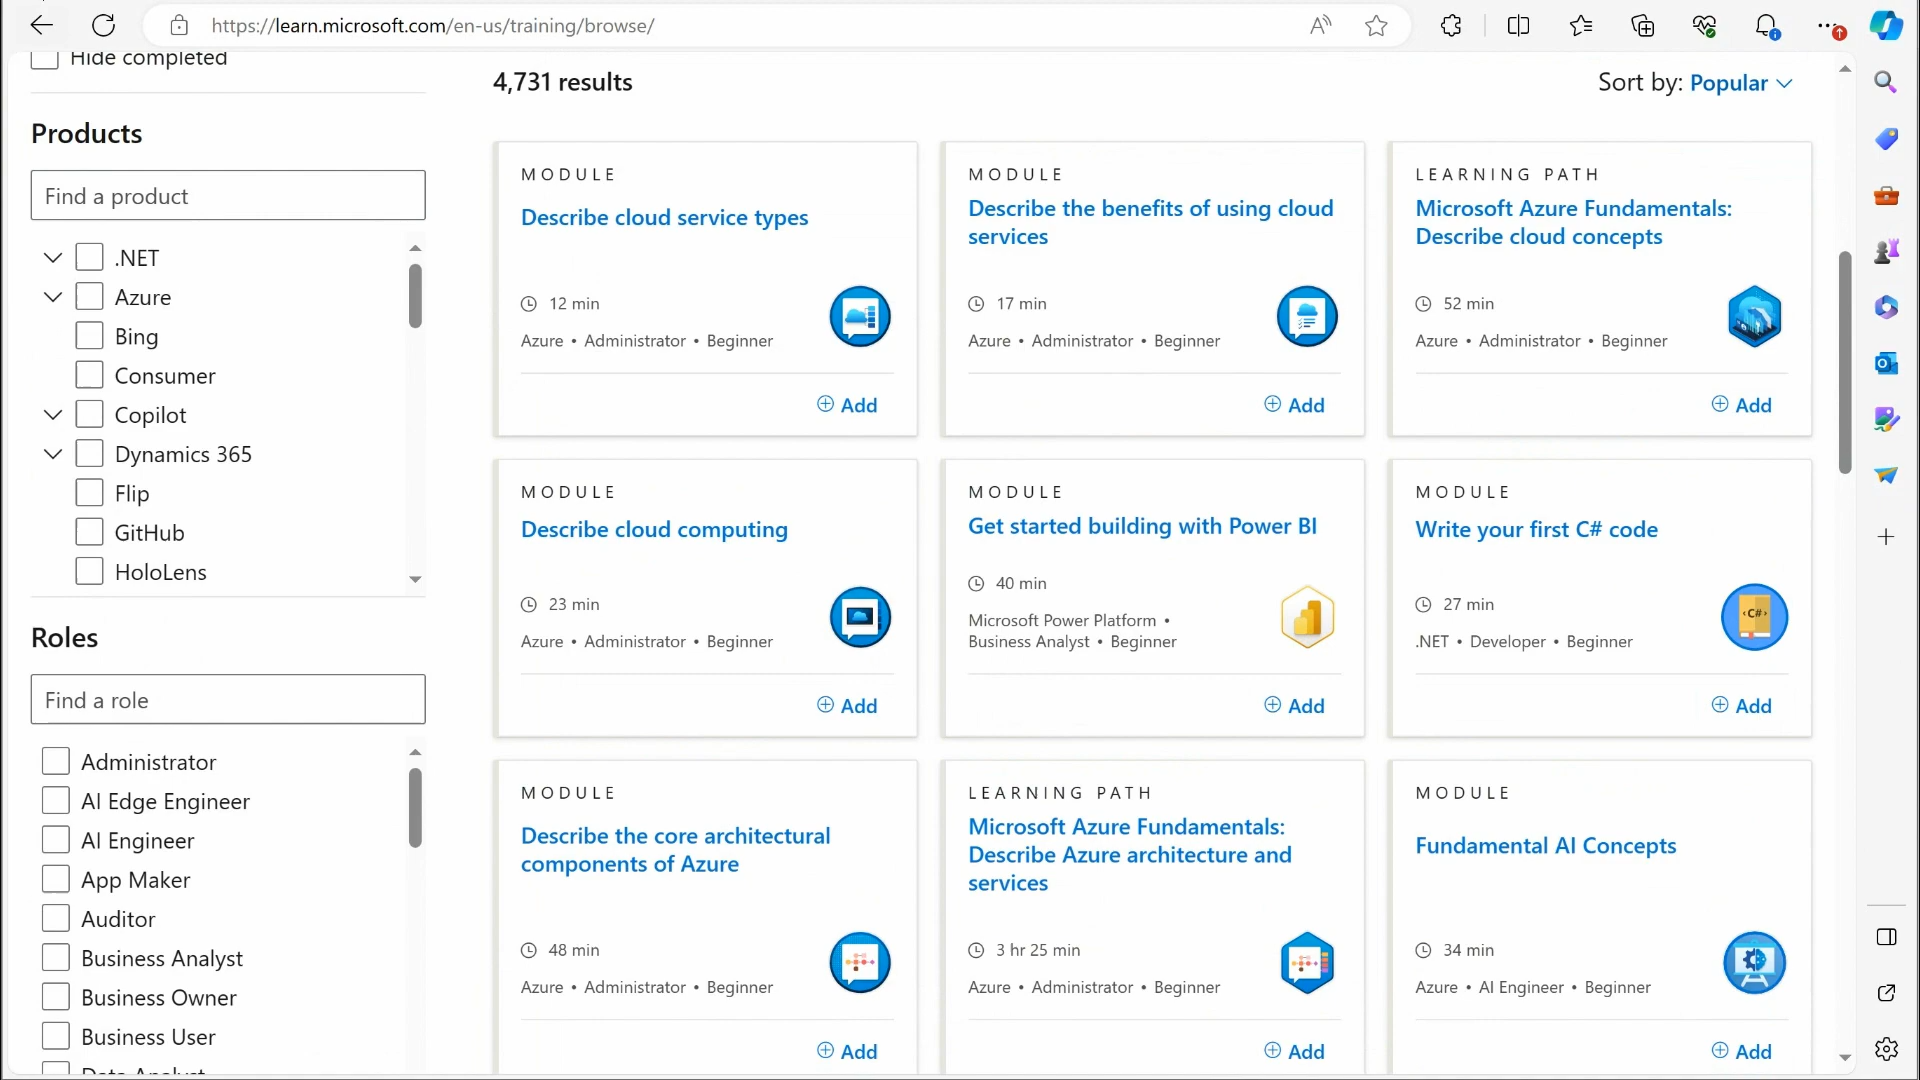 https://learn.microsoft.com/en-us/training/browse/
Hide completed
4,731 results
Sort by: Popular
Products
Find a product
.NET
Azure
Bing
Consumer
Copilot
Dynamics 365
Flip
GitHub
HoloLens
Roles
Find a role
Administrator
AI Edge Engineer
AI Engineer
App Maker
Auditor
Business Analyst
Business Owner
Business User
Data Analyst
MODULE
Describe cloud service types
12 min
Azure • Administrator • Beginner
Add
MODULE
Describe the benefits of using cloud
services
17 min
Azure • Administrator • Beginner
Add
LEARNING PATH
Microsoft Azure Fundamentals:
Describe cloud concepts
52 min
Azure • Administrator • Beginner
Add
MODULE
Describe cloud computing
23 min
Azure • Administrator • Beginner
Add
MODULE
Get started building with Power BI
40 min
Microsoft Power Platform •
Business Analyst • Beginner
Add
MODULE
Write your first C# code
27 min
.NET • Developer • Beginner
‹C#›
Add
MODULE
Describe the core architectural
components of Azure
48 min
Azure • Administrator • Beginner
Add
LEARNING PATH
Microsoft Azure Fundamentals:
Describe Azure architecture and
services
3 hr 25 min
Azure • Administrator • Beginner
Add
MODULE
Fundamental AI Concepts
34 min
Azure • AI Engineer • Beginner
Add